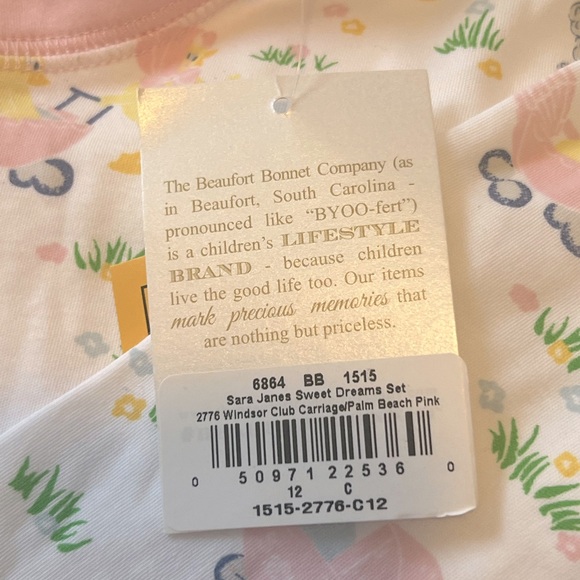 The Beaufort Bonnet Company (as
in Beaufort, South Carolina -
pronounced like “BYOO-fert”)
is a children’s LIFESTYLE
BRAND - because children
live the good life too. Our items
mark precious memories that
are nothing but priceless.
6864 BB 1515
Sara Janes Sweet Dreams Set
2776 Windsor Club Carriage/Palm Beach Pink
0 50971 22536 0
12 C
1515-2776-C12